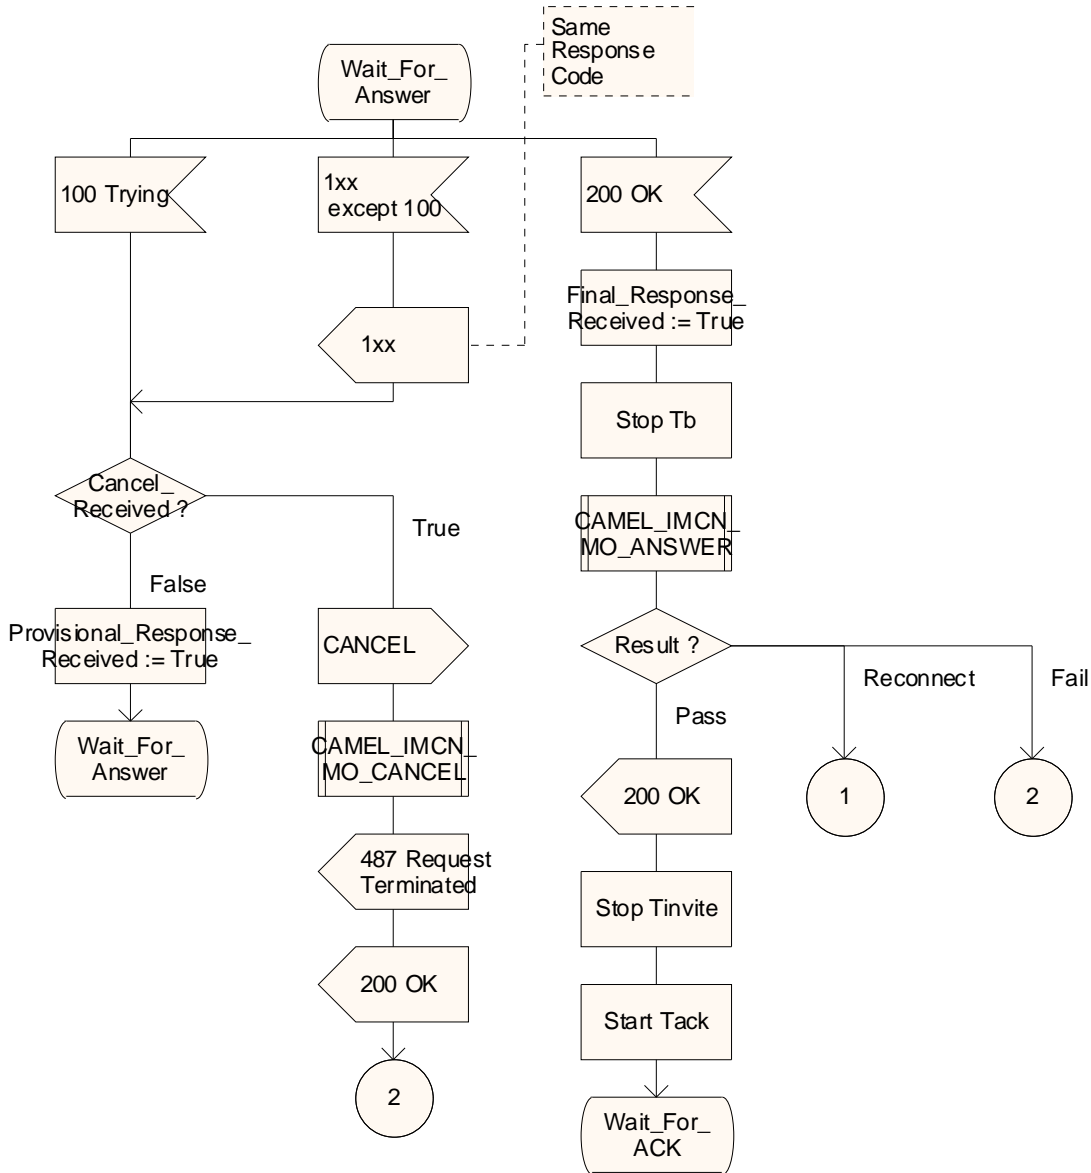 Same
Response
Code
Wait_For_
Answer
100 Trying
1xx
except 100
200 OK
Final_Response_
Received := True
1xx
Stop Tb
Cancel_
Received ?
True
CAMEL_IMCN_
MO_ANSWER
False
Provisional_Response_
Received := True
CANCEL
Result ?
Reconnect
Fail
Pass
Wait_For_
Answer
CAMEL_IMCN_
MO_CANCEL
200 OK
1
2
487 Request
Terminated
Stop Tinvite
200 OK
Start Tack
2
Wait_For_
ACK